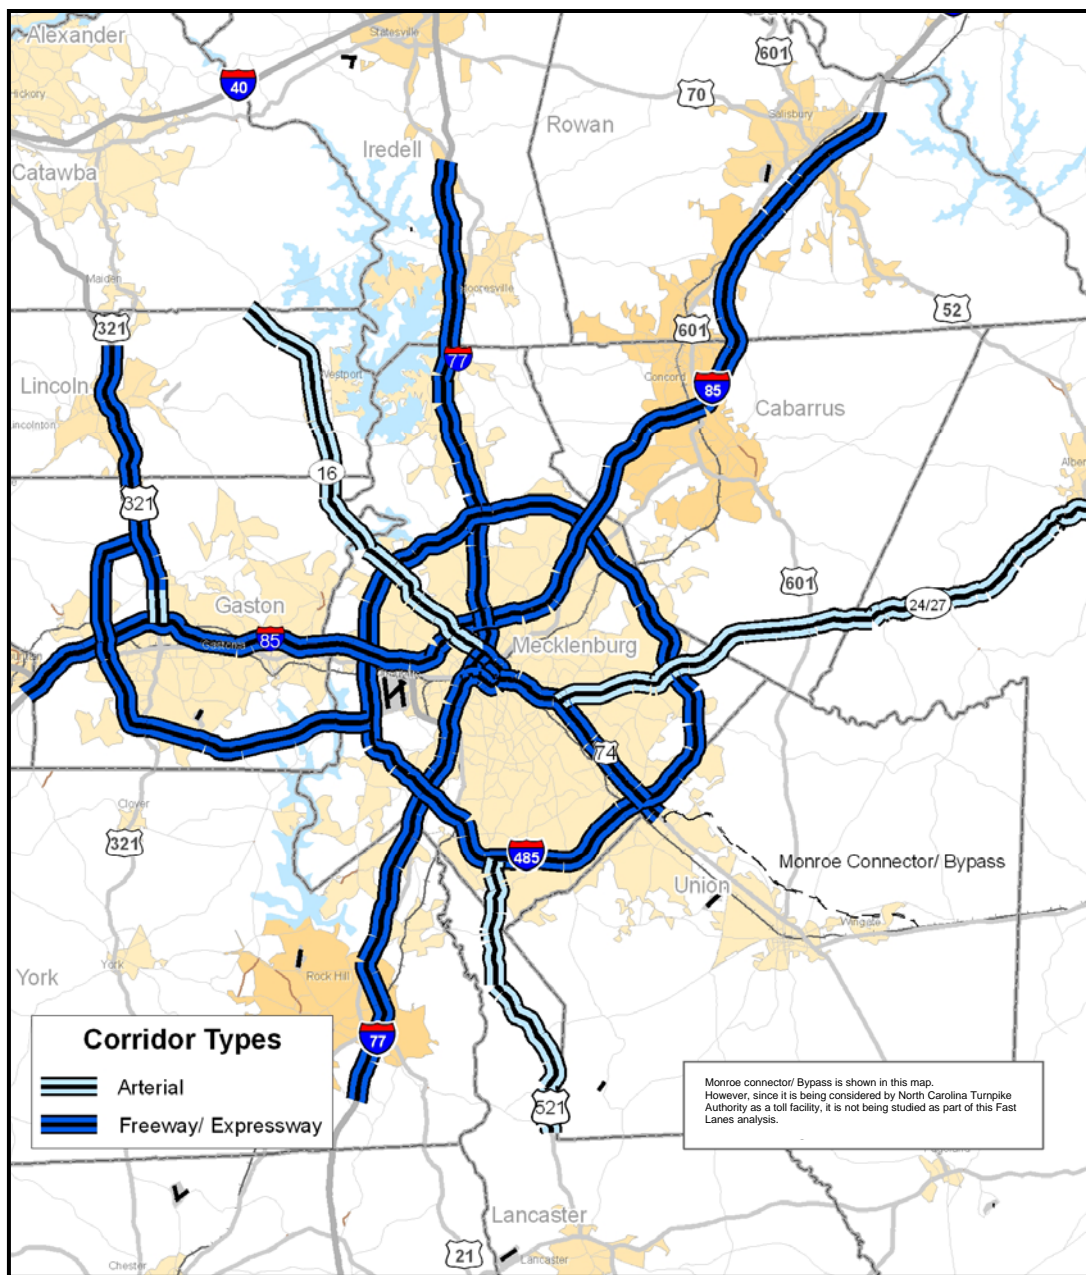 Alexander
Statesville
601
Hickory
40
70
Salisbury
Rowan
Iredell
Catawba
Maiden
Mooresville
52
321
601
77
Westport
Concord
85
Lincoln
Cabarrus
16
321
601
24/27
Gaston
85
Gastonia
Mecklenburg
74
Clover
321
485
Monroe Connector/ Bypass
Union
Wingate
York
York
Rock Hill
Corridor Types
77
Arterial
Freeway/ Expressway
Monroe connector/ Bypass is shown in this map.
However, since it is being considered by North Carolina Turnpike
Authority as a toll facility, it is not being studied as part of this Fast
Lanes analysis.
521
Lancaster
21
Lancaster
Chester